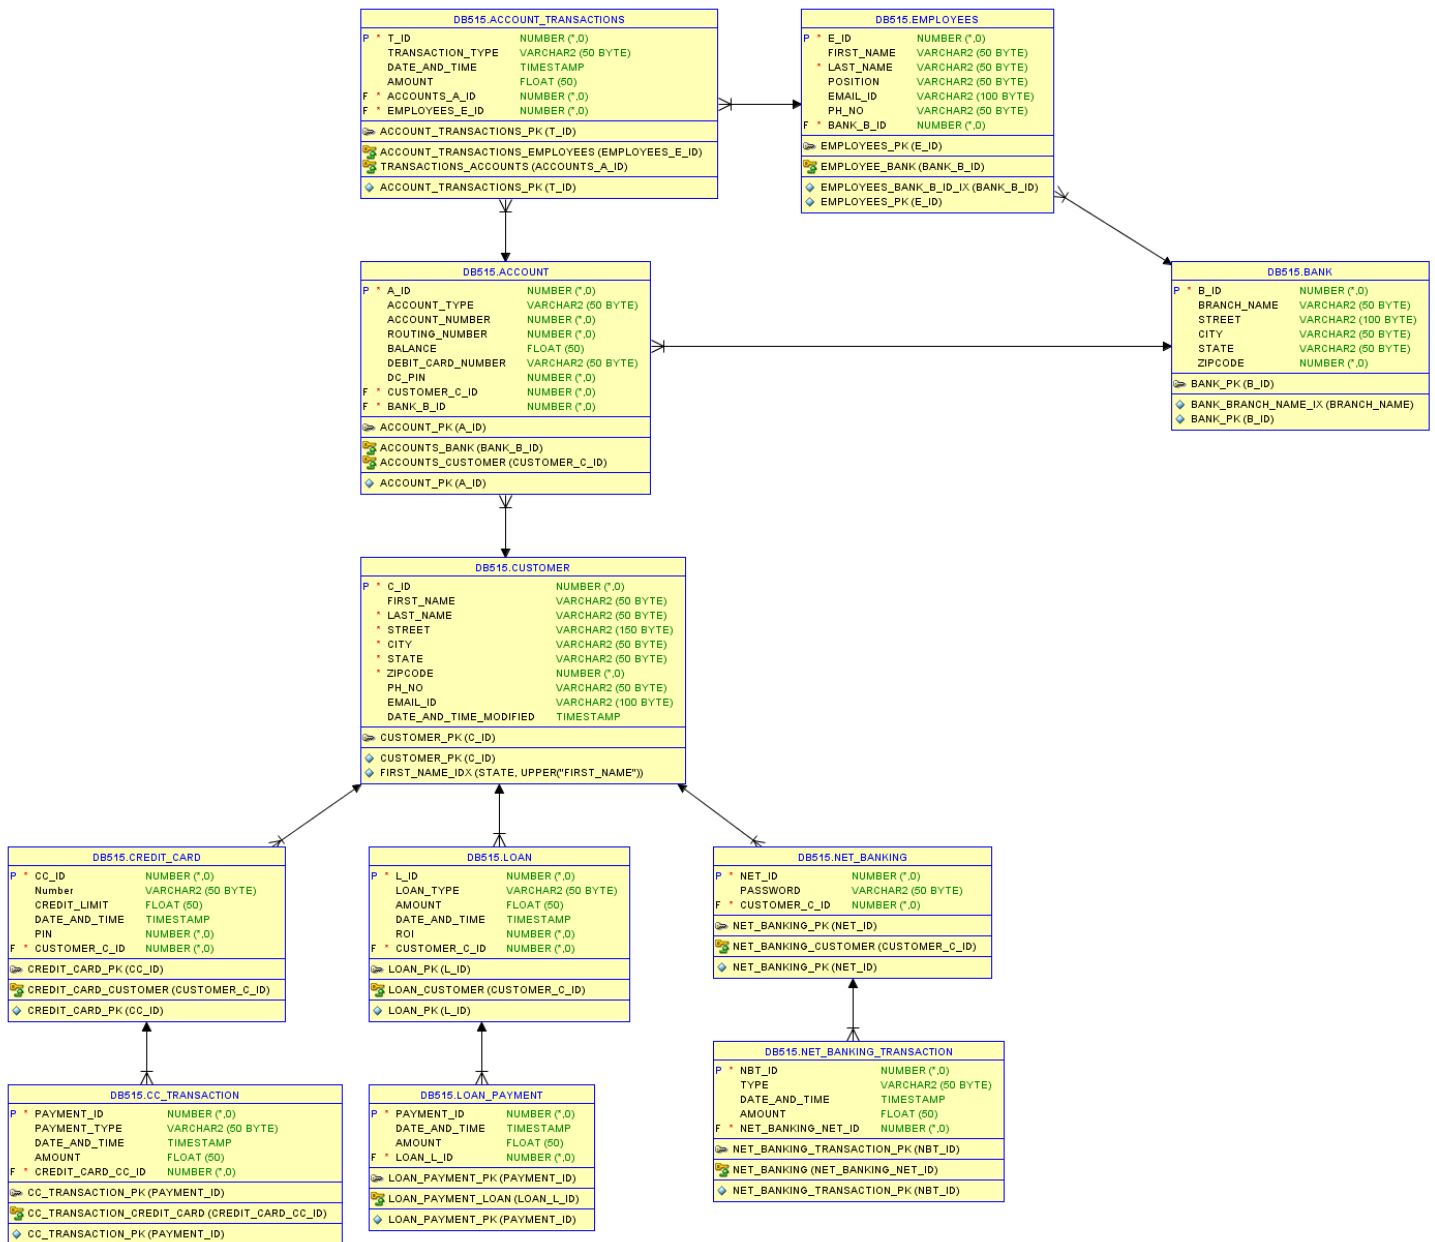 DB515.ACCOUNT_TRANSACTIONS
P * T_ID NUMBER (*,0)
TRANSACTION_TYPE VARCHAR2 (50 BYTE)
DATE_AND_TIME TIMESTAMP
AMOUNT FLOAT (50)
F * ACCOUNTS_A_ID NUMBER (*,0)
F * EMPLOYEES_E_ID NUMBER (*,0)
ACCOUNT_TRANSACTIONS_PK (T_ID)
ACCOUNT_TRANSACTIONS_EMPLOYEES (EMPLOYEES_E_ID)
TRANSACTIONS_ACCOUNTS (ACCOUNTS_A_ID)
ACCOUNT_TRANSACTIONS_PK (T_ID)
DB515.EMPLOYEES
P * E_ID NUMBER (*,0)
FIRST_NAME VARCHAR2 (50 BYTE)
* LAST_NAME VARCHAR2 (50 BYTE)
POSITION VARCHAR2 (50 BYTE)
EMAIL_ID VARCHAR2 (100 BYTE)
PH_NO VARCHAR2 (50 BYTE)
F * BANK_B_ID NUMBER (*,0)
EMPLOYEES_PK (E_ID)
EMPLOYEE_BANK (BANK_B_ID)
EMPLOYEES_BANK_B_ID_IX (BANK_B_ID)
EMPLOYEES_PK (E_ID)
DB515.ACCOUNT
P * A_ID NUMBER (*,0)
ACCOUNT_TYPE VARCHAR2 (50 BYTE)
ACCOUNT_NUMBER NUMBER (*,0)
ROUTING_NUMBER NUMBER (*,0)
BALANCE FLOAT (50)
DEBIT_CARD_NUMBER VARCHAR2 (50 BYTE)
DC_PIN NUMBER (*,0)
F * CUSTOMER_C_ID NUMBER (*,0)
F * BANK_B_ID NUMBER (*,0)
ACCOUNT_PK (A_ID)
ACCOUNTS_BANK (BANK_B_ID)
ACCOUNTS_CUSTOMER (CUSTOMER_C_ID)
ACCOUNT_PK (A_ID)
DB515.BANK
P * B_ID NUMBER (*,0)
BRANCH_NAME VARCHAR2 (50 BYTE)
STREET VARCHAR2 (100 BYTE)
CITY VARCHAR2 (50 BYTE)
STATE VARCHAR2 (50 BYTE)
ZIPCODE NUMBER (*,0)
BANK_PK (B_ID)
BANK_BRANCH_NAME_IX (BRANCH_NAME)
BANK_PK (B_ID)
DB515.CUSTOMER
P * C_ID NUMBER (*,0)
FIRST_NAME VARCHAR2 (50 BYTE)
* LAST_NAME VARCHAR2 (50 BYTE)
* STREET VARCHAR2 (150 BYTE)
* CITY VARCHAR2 (50 BYTE)
* STATE VARCHAR2 (50 BYTE)
* ZIPCODE NUMBER (*,0)
PH_NO VARCHAR2 (50 BYTE)
EMAIL_ID VARCHAR2 (100 BYTE)
DATE_AND_TIME_MODIFIED TIMESTAMP
CUSTOMER_PK (C_ID)
CUSTOMER_PK (C_ID)
FIRST_NAME_IDX (STATE, UPPER("FIRST_NAME"))
DB515.CREDIT_CARD
P * CC_ID NUMBER (*,0)
Number VARCHAR2 (50 BYTE)
CREDIT_LIMIT FLOAT (50)
DATE_AND_TIME TIMESTAMP
PIN NUMBER (*,0)
F * CUSTOMER_C_ID NUMBER (*,0)
CREDIT_CARD_PK (CC_ID)
CREDIT_CARD_CUSTOMER (CUSTOMER_C_ID)
CREDIT_CARD_PK (CC_ID)
DB515.LOAN
P * L_ID NUMBER (*,0)
LOAN_TYPE VARCHAR2 (50 BYTE)
AMOUNT FLOAT (50)
DATE_AND_TIME TIMESTAMP
ROI NUMBER (*,0)
F * CUSTOMER_C_ID NUMBER (*,0)
LOAN_PK (L_ID)
LOAN_CUSTOMER (CUSTOMER_C_ID)
LOAN_PK (L_ID)
DB515.NET_BANKING
P * NET_ID NUMBER (*,0)
PASSWORD VARCHAR2 (50 BYTE)
F * CUSTOMER_C_ID NUMBER (*,0)
NET_BANKING_PK (NET_ID)
NET_BANKING_CUSTOMER (CUSTOMER_C_ID)
NET_BANKING_PK (NET_ID)
DB515.CC_TRANSACTION
P * PAYMENT_ID NUMBER (*,0)
PAYMENT_TYPE VARCHAR2 (50 BYTE)
DATE_AND_TIME TIMESTAMP
AMOUNT FLOAT (50)
F * CREDIT_CARD_CC_ID NUMBER (*,0)
CC_TRANSACTION_PK (PAYMENT_ID)
CC_TRANSACTION_CREDIT_CARD (CREDIT_CARD_CC_ID)
CC_TRANSACTION_PK (PAYMENT_ID)
DB515.LOAN_PAYMENT
P * PAYMENT_ID NUMBER (*,0)
DATE_AND_TIME TIMESTAMP
AMOUNT FLOAT (50)
F * LOAN_L_ID NUMBER (*,0)
LOAN_PAYMENT_PK (PAYMENT_ID)
LOAN_PAYMENT_LOAN (LOAN_L_ID)
LOAN_PAYMENT_PK (PAYMENT_ID)
DB515.NET_BANKING_TRANSACTION
P * NBT_ID NUMBER (*,0)
TYPE VARCHAR2 (50 BYTE)
DATE_AND_TIME TIMESTAMP
AMOUNT FLOAT (50)
F * NET_BANKING_NET_ID NUMBER (*,0)
NET_BANKING_TRANSACTION_PK (NBT_ID)
NET_BANKING (NET_BANKING_NET_ID)
NET_BANKING_TRANSACTION_PK (NBT_ID)